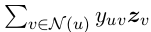 $\sum_{v \in \mathcal{N}(u)} y_{uv} \boldsymbol{z}_v$